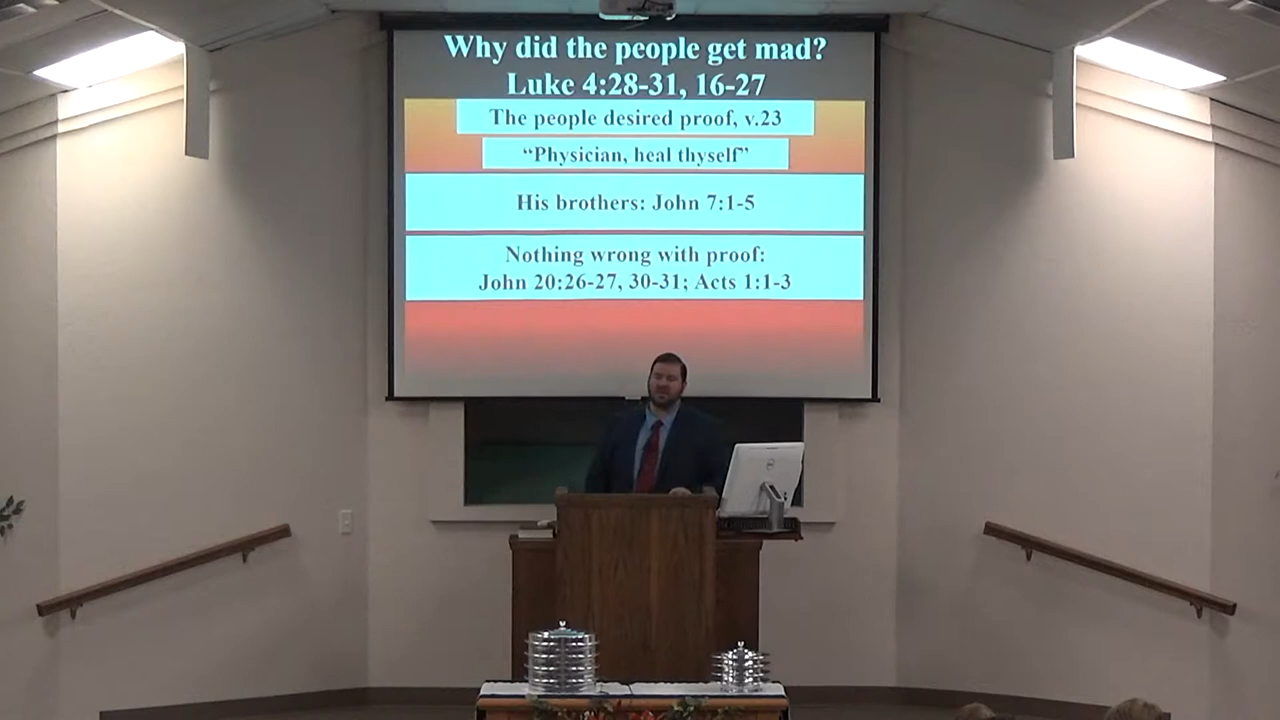 Why did the people get mad?
Luke 4:28-31, 16-27
The people desired proof, v.23
“Physician, heal thyself”
His brothers: John 7:1-5
Nothing wrong with proof:
John 20:26-27, 30-31; Acts 1:1-3